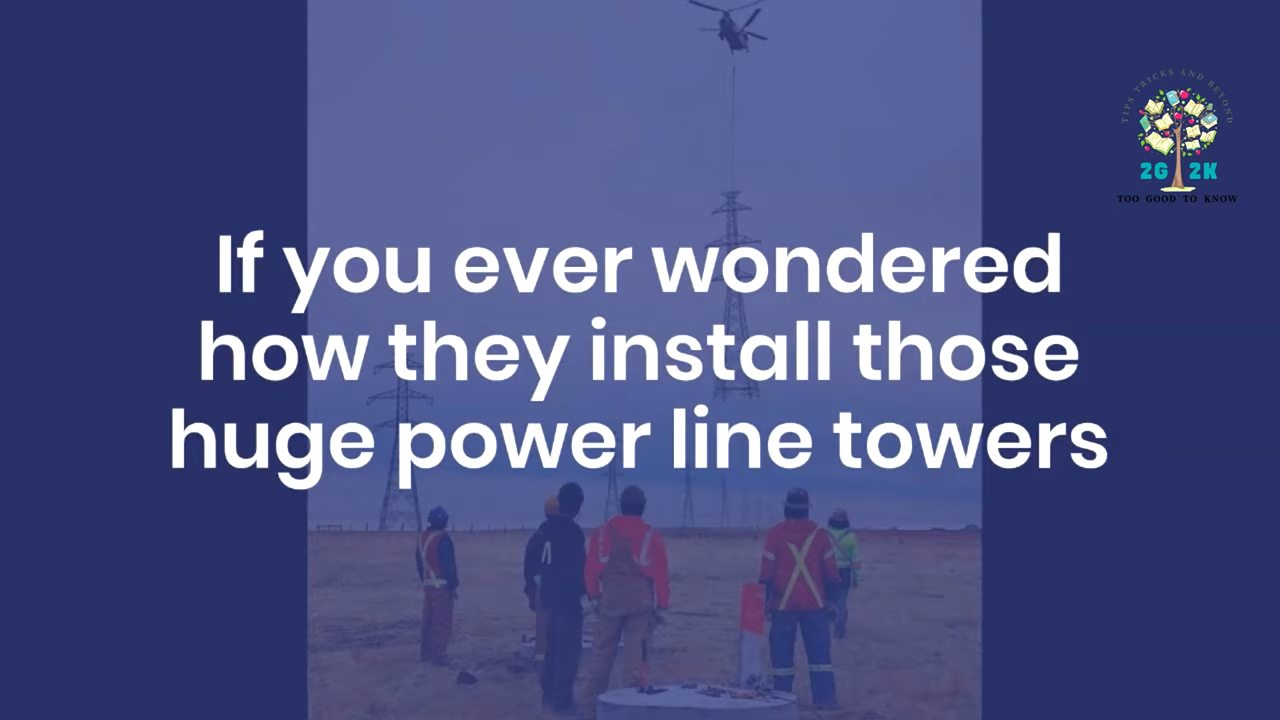 TIPS TRICKS AND BEYOND
2G 2K
TOO GOOD TO KNOW
If you ever wondered
how they install those
huge power line towers